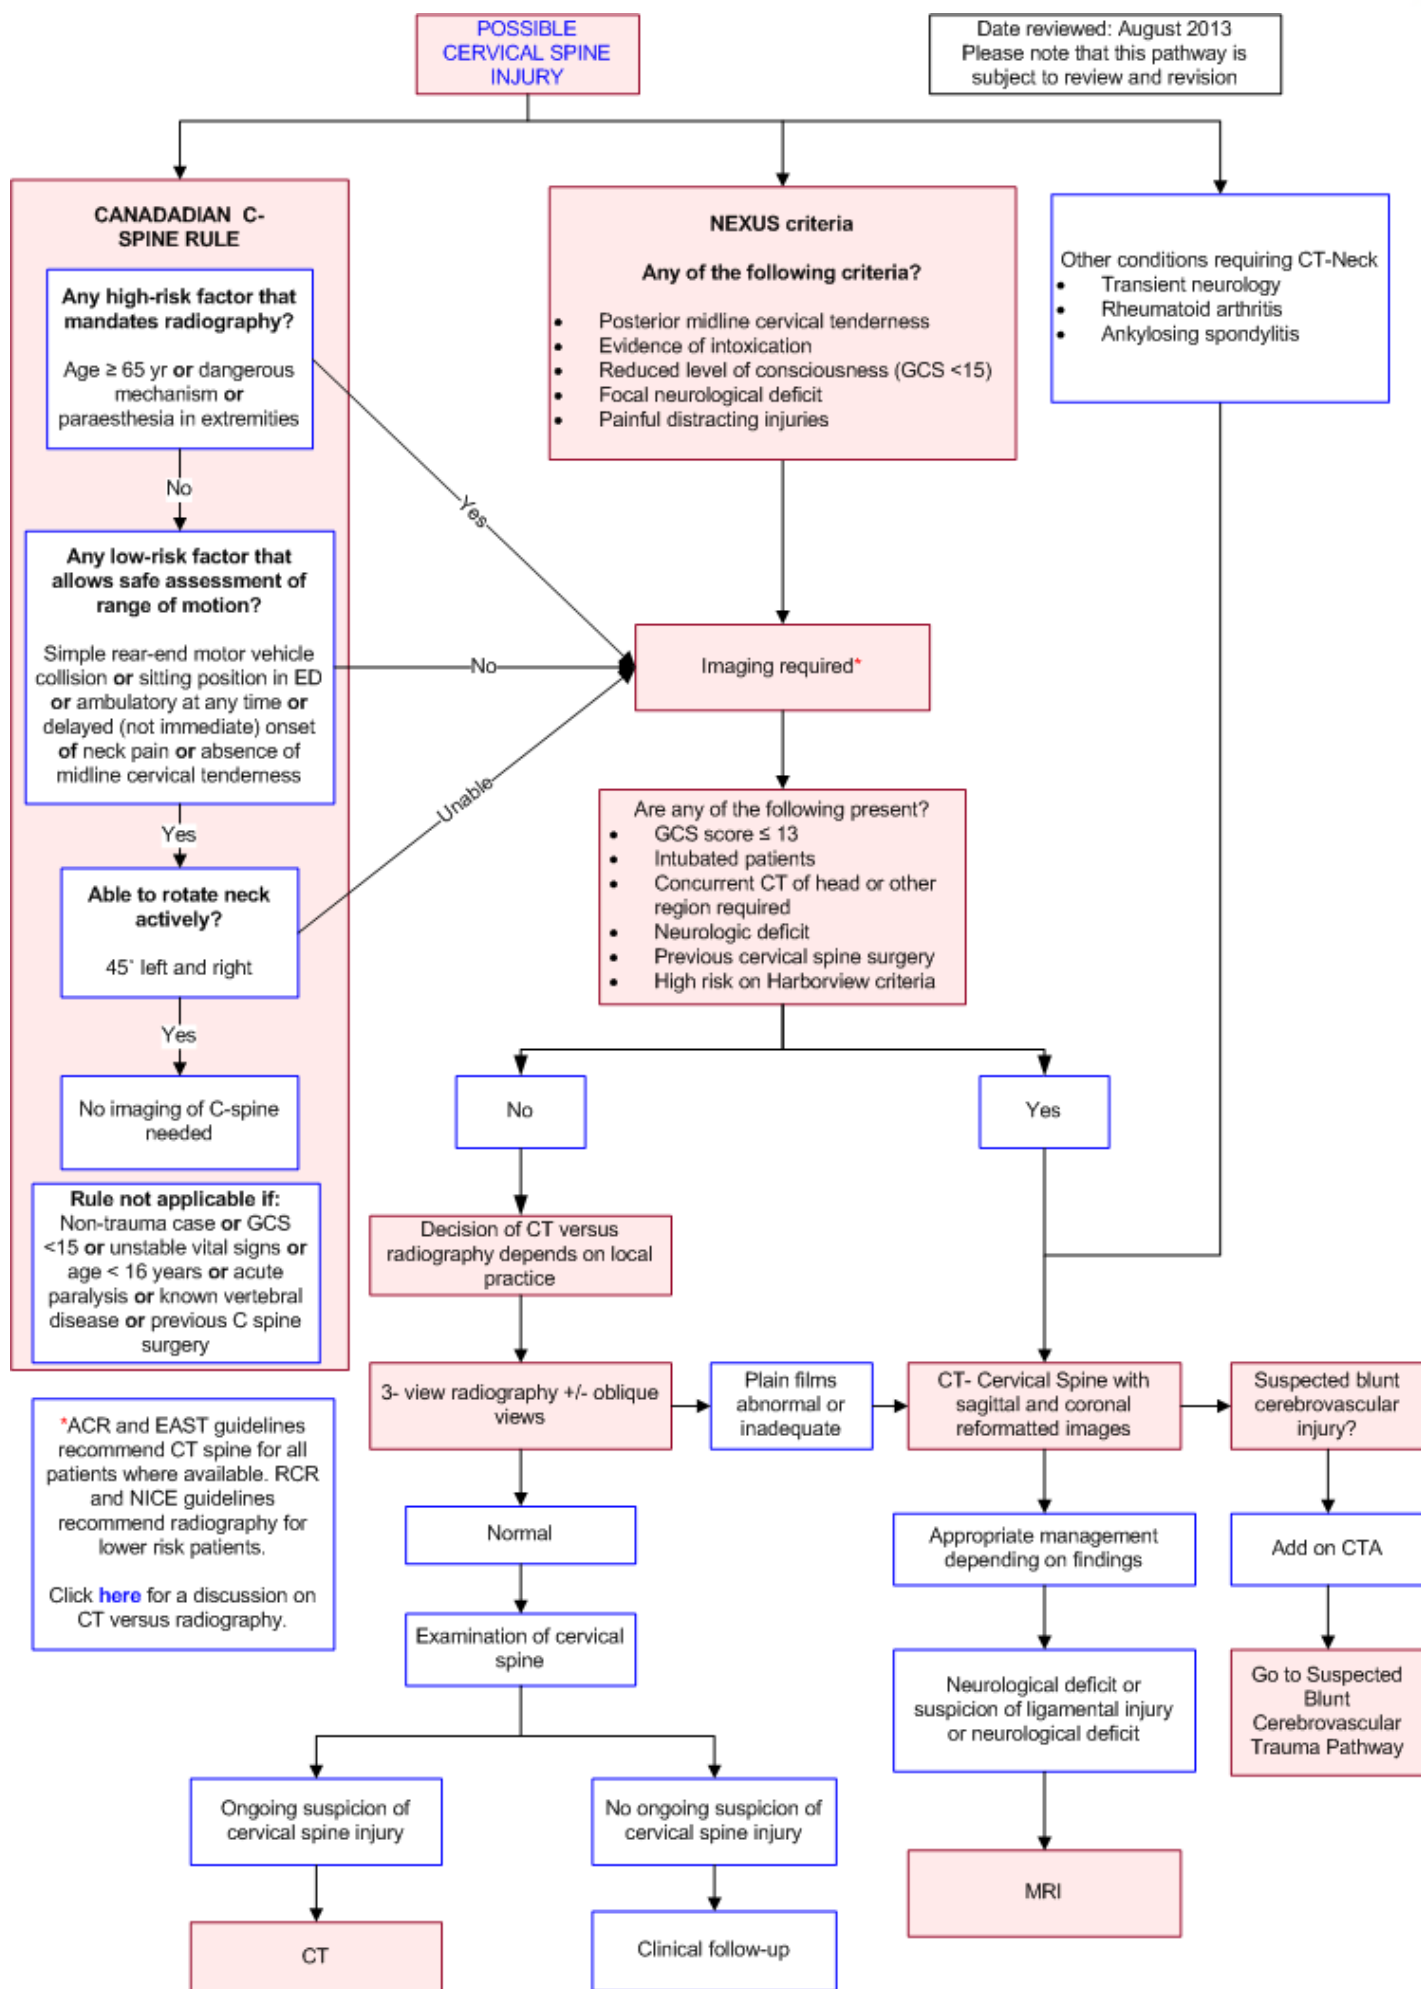 POSSIBLE
CERVICAL SPINE
INJURY
Date reviewed: August 2013
Please note that this pathway is
subject to review and revision
CANADADIAN C-
SPINE RULE
Any high-risk factor that
mandates radiography?
Age ≥ 65 yr or dangerous
mechanism or
paraesthesia in extremities
No
Yes
Any low-risk factor that
allows safe assessment of
range of motion?
Simple rear-end motor vehicle
collision or sitting position in ED
or ambulatory at any time or
delayed (not immediate) onset
of neck pain or absence of
midline cervical tenderness
No
Yes
Able to rotate neck
actively?
45˚ left and right
Unable
Yes
No imaging of C-spine
needed
Rule not applicable if:
Non-trauma case or GCS
<15 or unstable vital signs or
age < 16 years or acute
paralysis or known vertebral
disease or previous C spine
surgery
*ACR and EAST guidelines
recommend CT spine for all
patients where available. RCR
and NICE guidelines
recommend radiography for
lower risk patients.
Click here for a discussion on
CT versus radiography.
NEXUS criteria
Any of the following criteria?
• Posterior midline cervical tenderness
• Evidence of intoxication
• Reduced level of consciousness (GCS <15)
• Focal neurological deficit
• Painful distracting injuries
Other conditions requiring CT-Neck
• Transient neurology
• Rheumatoid arthritis
• Ankylosing spondylitis
Imaging required*
Are any of the following present?
• GCS score ≤ 13
• Intubated patients
• Concurrent CT of head or other
region required
• Neurologic deficit
• Previous cervical spine surgery
• High risk on Harborview criteria
No
Yes
Decision of CT versus
radiography depends on local
practice
3- view radiography +/- oblique
views
Plain films
abnormal or
inadequate
CT- Cervical Spine with
sagittal and coronal
reformatted images
Suspected blunt
cerebrovascular
injury?
Normal
Appropriate management
depending on findings
Add on CTA
Examination of cervical
spine
Neurological deficit or
suspicion of ligamental injury
or neurological deficit
Go to Suspected
Blunt
Cerebrovascular
Trauma Pathway
Ongoing suspicion of
cervical spine injury
No ongoing suspicion of
cervical spine injury
MRI
CT
Clinical follow-up